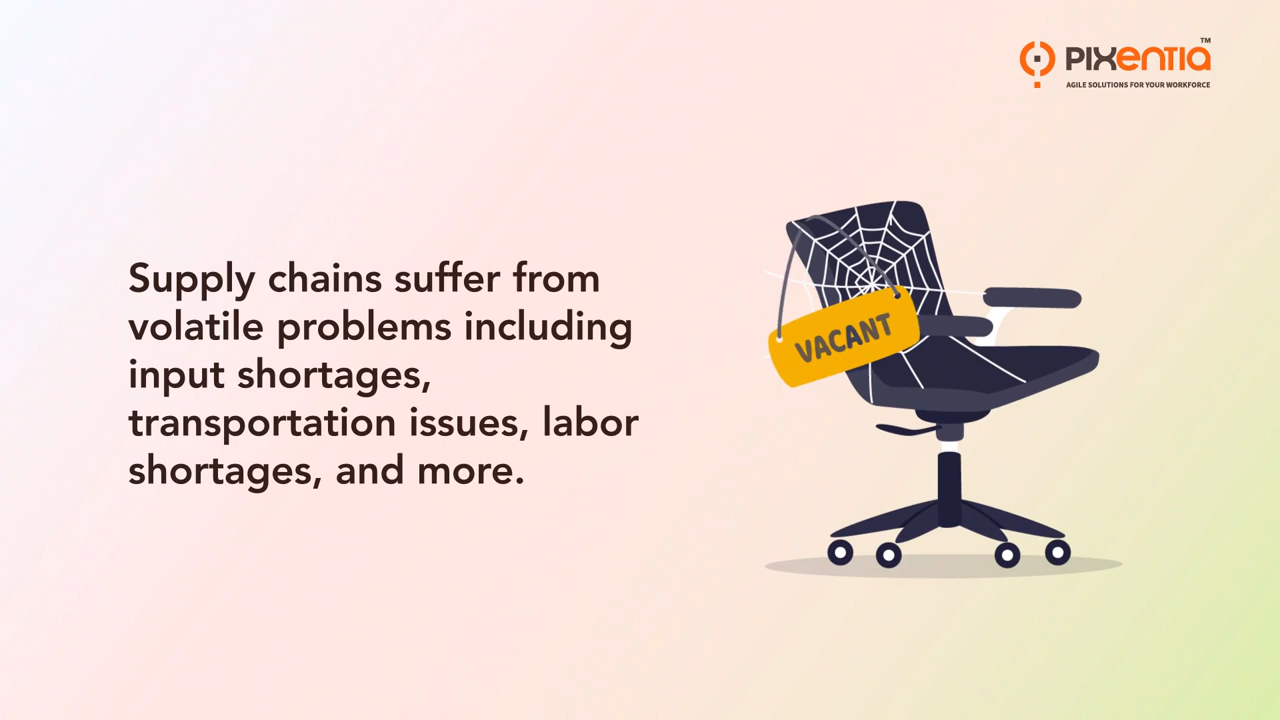 PIXENTIA™
AGILE SOLUTIONS FOR YOUR WORKFORCE
Supply chains suffer from
volatile problems including
input shortages,
transportation issues, labor
shortages, and more.
VACANT